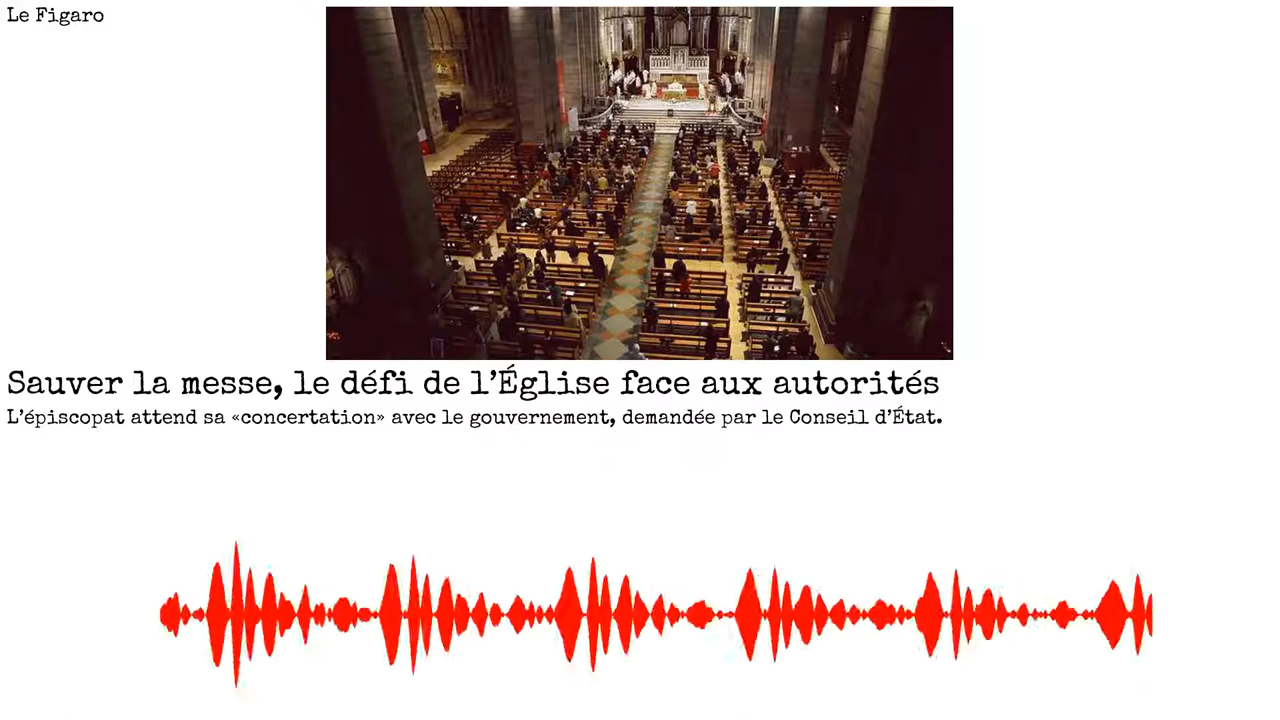 Le Figaro
Sauver la messe, le défi de l’Église face aux autorités
L’épiscopat attend sa «concertation» avec le gouvernement, demandée par le Conseil d’État.